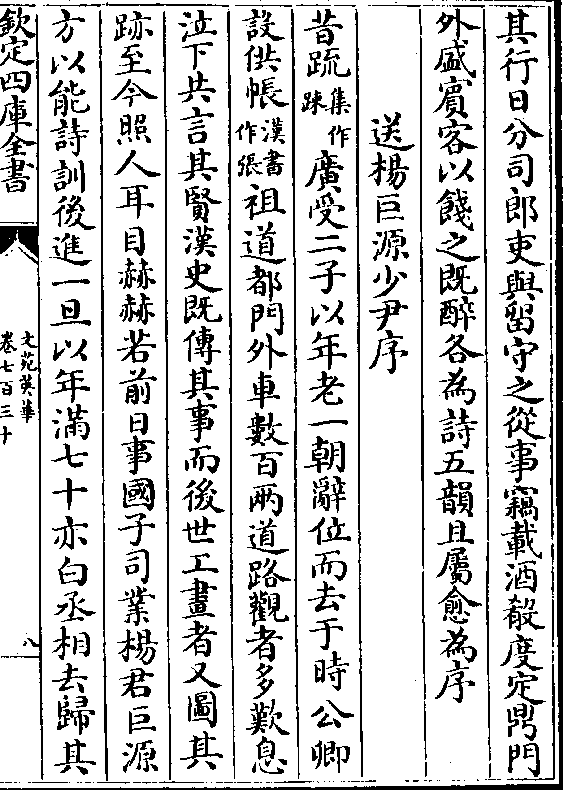 其行日分司郎吏與留守之從事竊載酒殽度定鼎門
外盛賓客以餞之既醉各為詩五韻且屬愈為序
送楊巨源少尹序
昔疏集作踈廣受二子以年老一朝辭位而去于時公卿
設供帳漢書作張祖道都門外車數百兩道路觀者多歎息
泣下共言其賢漢史既傳其事而後世工畫者又圖其
跡至今照人耳目赫赫若前日事國子司業楊君巨源
方以能詩訓後進一旦以年滿七十亦白丞相去歸其
欽定四庫全書
文苑英華
卷七百三十
八